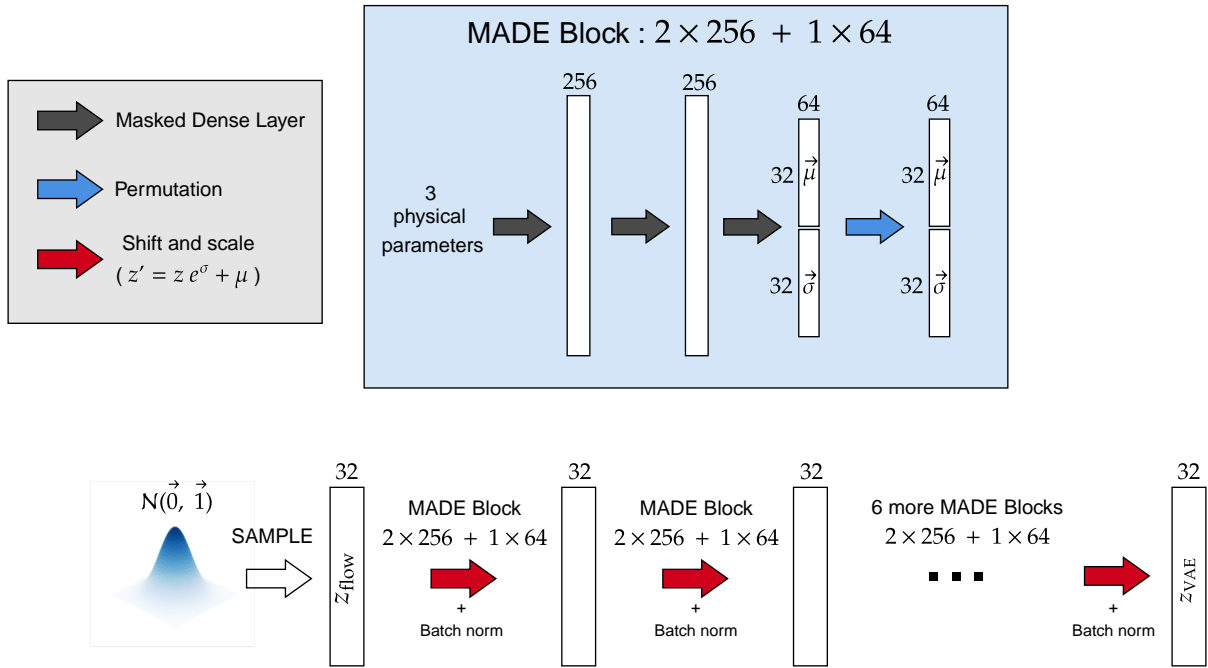 MADE Block : 2 × 256 + 1 × 64
Masked Dense Layer
Permutation
Shift and scale
( z′ = z e^σ + μ )
3
physical
parameters
256
256
64
32 μ⃗
32 σ⃗
64
32 μ⃗
32 σ⃗
N(0⃗, 1⃗)
SAMPLE
32
z_flow
MADE Block
2 × 256 + 1 × 64
+
Batch norm
32
MADE Block
2 × 256 + 1 × 64
+
Batch norm
32
6 more MADE Blocks
2 × 256 + 1 × 64
+
Batch norm
32
z_VAE